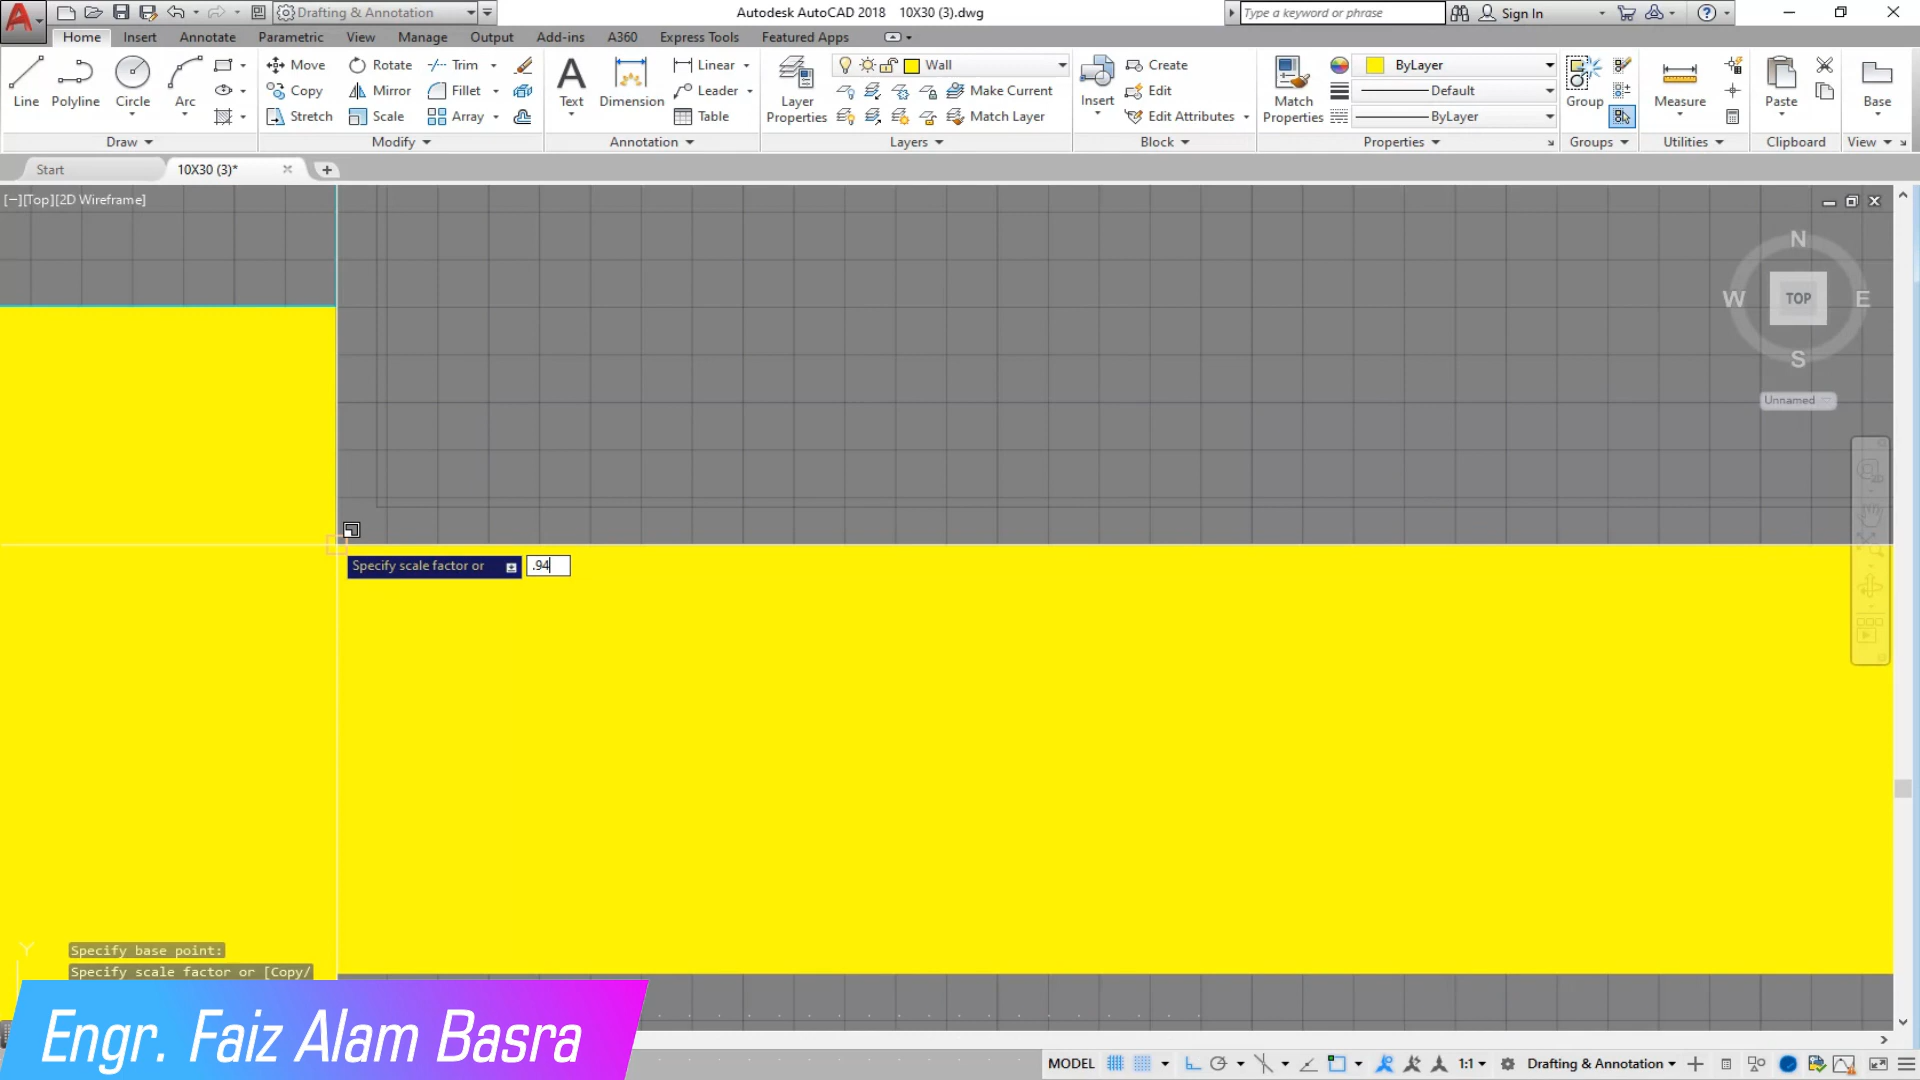 Drafting & Annotation
Autodesk AutoCAD 2018 10X30 (3).dwg
Type a keyword or phrase
Sign In
Home Insert Annotate Parametric View Manage Output Add-ins A360 Express Tools Featured Apps
Line Polyline Circle Arc
Move Rotate Trim
Copy Mirror Fillet
Stretch Scale Array
Text Dimension
Linear
Leader
Table
Layer Properties
Wall
Make Current
Match Layer
Insert
Create
Edit
Edit Attributes
Match Properties
ByLayer
Default
ByLayer
Group
Measure
Paste
Base
Draw Modify Annotation Layers Block Properties Groups Utilities Clipboard View
Start 10X30 (3)*
[−][Top][2D Wireframe]
N
W TOP E
S
Unnamed
Specify scale factor or .94
Y
Specify base point:
Specify scale factor or [Copy/
Engr. Faiz Alam Basra
MODEL 1:1 Drafting & Annotation